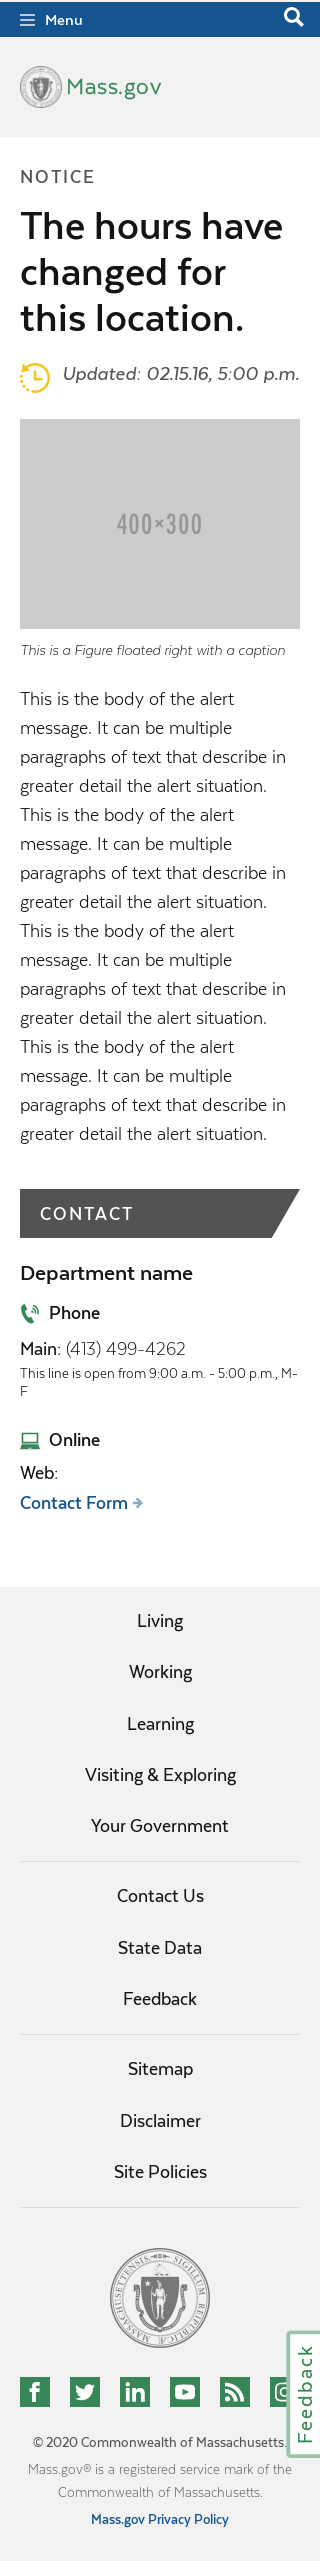 Menu
Mass.gov
NOTICE
The hours have
changed for
this location.
Updated: 02.15.16, 5:00 p.m.
400×300
This is a Figure floated right with a caption
This is the body of the alert
message. It can be multiple
paragraphs of text that describe in
greater detail the alert situation.
This is the body of the alert
message. It can be multiple
paragraphs of text that describe in
greater detail the alert situation.
This is the body of the alert
message. It can be multiple
paragraphs of text that describe in
greater detail the alert situation.
This is the body of the alert
message. It can be multiple
paragraphs of text that describe in
greater detail the alert situation.
CONTACT
Department name
Phone
Main: (413) 499-4262
This line is open from 9:00 a.m. - 5:00 p.m., M-
F
Online
Web:
Contact Form
Living
Working
Learning
Visiting & Exploring
Your Government
Contact Us
State Data
Feedback
Sitemap
Disclaimer
Site Policies
SIGILLUM REIPUBLICÆ MASSACHUSETTENSIS
Feedback
© 2020 Commonwealth of Massachusetts.
Mass.gov® is a registered service mark of the
Commonwealth of Massachusetts.
Mass.gov Privacy Policy